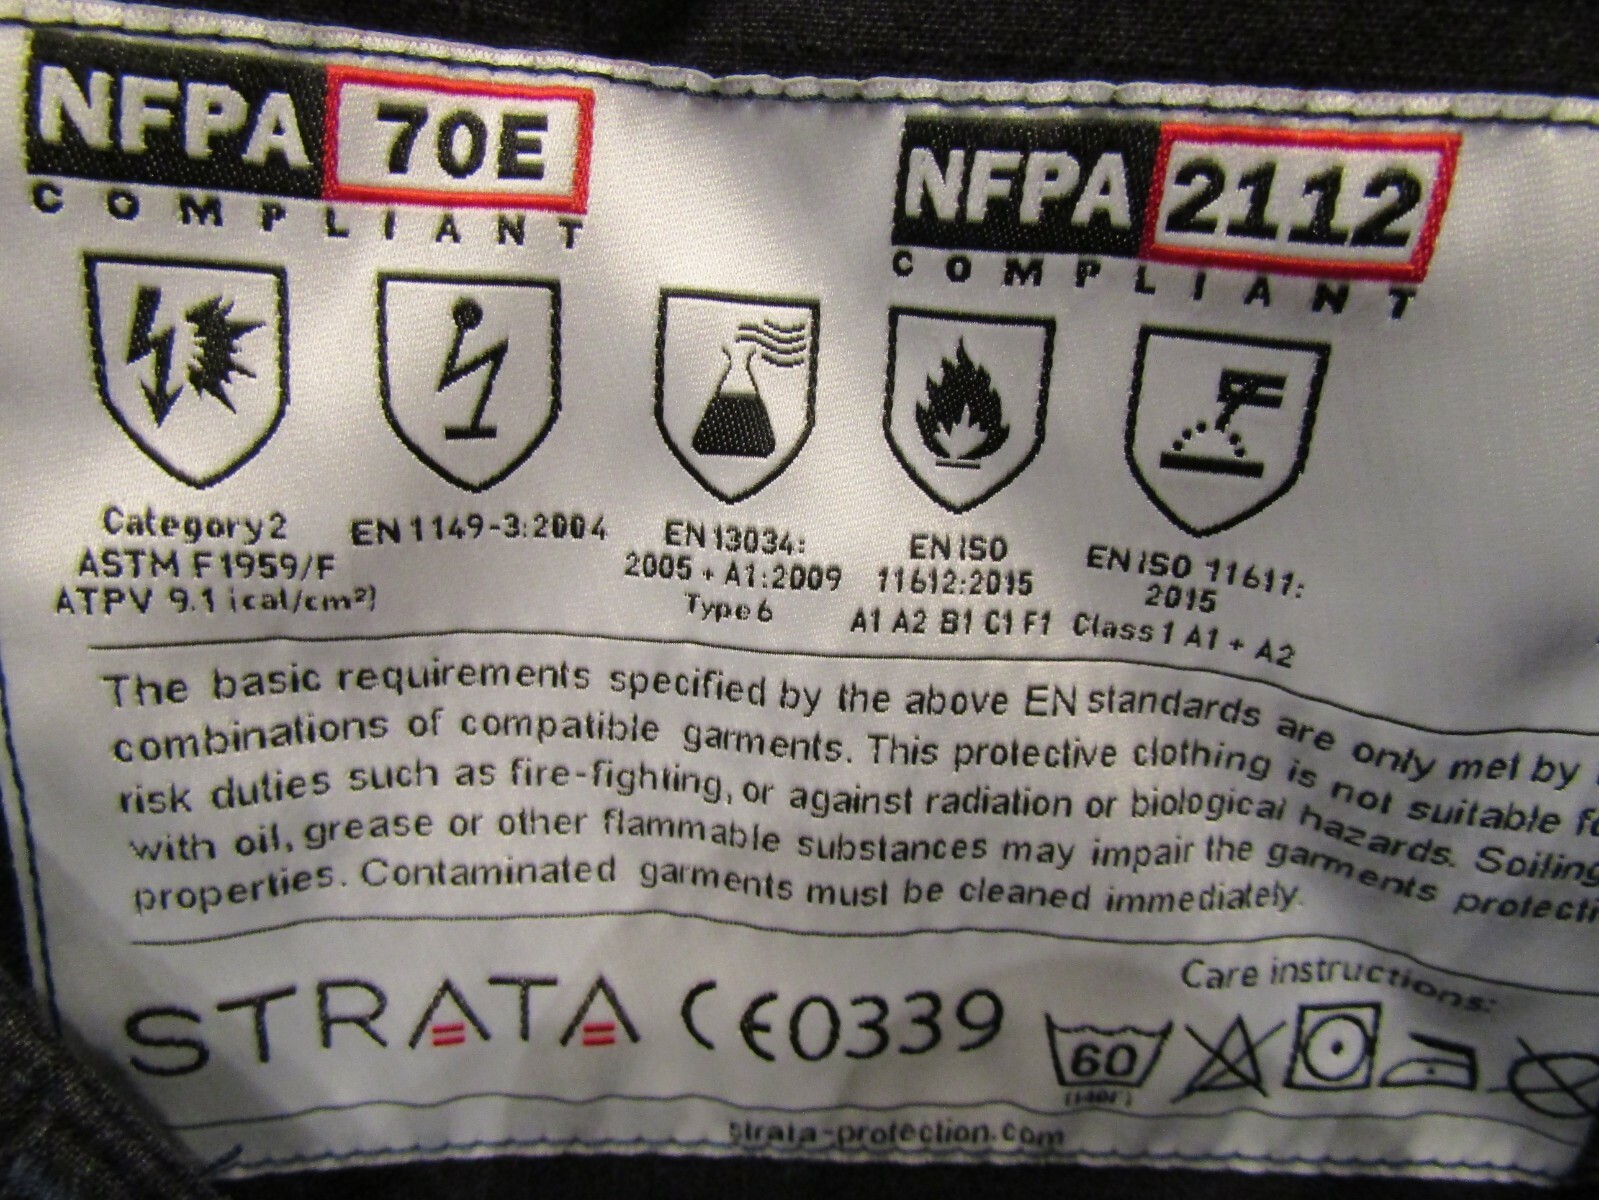 NFPA 70E
COMPLIANT
NFPA 2112
COMPLIANT
Category2
ASTM F1959/F
ATPV 9.1 (cal/cm²)
EN 1149-3:2004
EN 13034:
2005 + A1:2009
Type 6
EN ISO
11612:2015
A1 A2 B1 C1 F1
EN ISO 11611:
2015
Class 1 A1 + A2
The basic requirements specified by the above EN standards are only met by
combinations of compatible garments. This protective clothing is not suitable
risk duties such as fire-fighting, or against radiation or biological hazards. Soiling
with oil, grease or other flammable substances may impair the garments
properties. Contaminated garments must be cleaned immediately.
STRATA CE0339
Care instructions:
60
(140F)
strata-protection.com